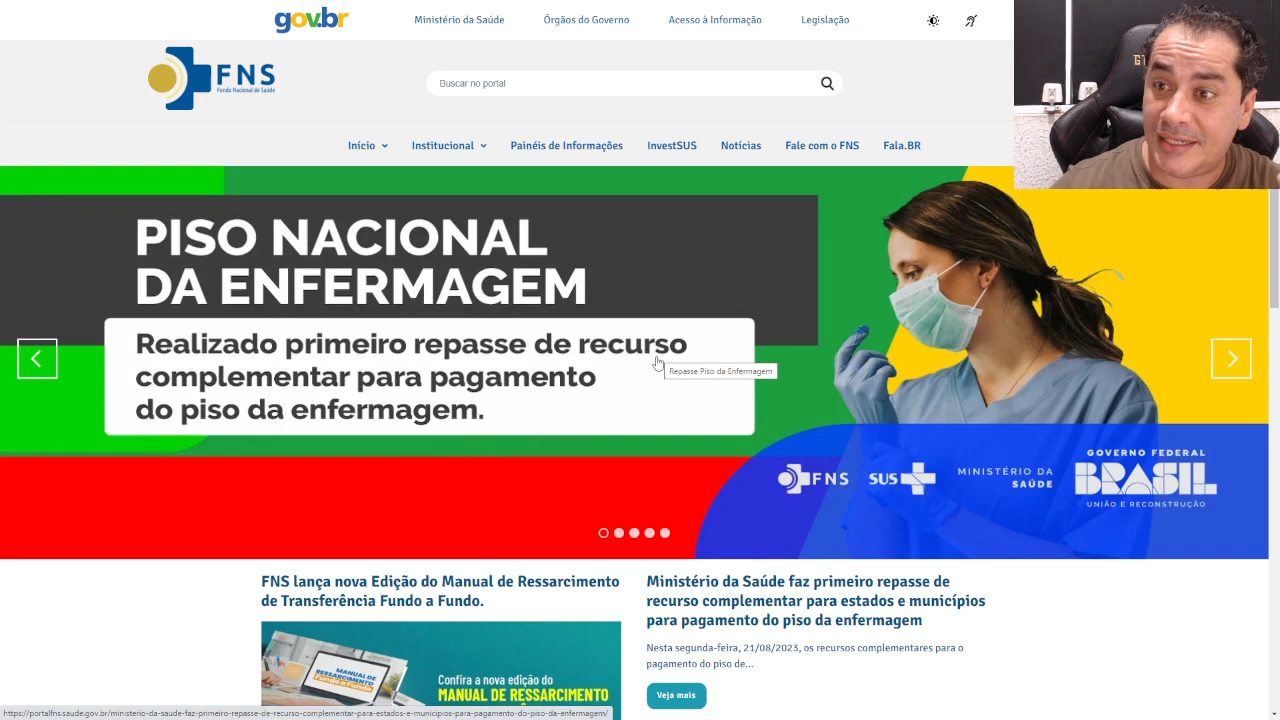 gov.br
Ministério da Saúde
Órgãos do Governo
Acesso à Informação
Legislação
FNS
Fundo Nacional de Saúde
Buscar no portal
Início
Institucional
Painéis de Informações
InvestSUS
Notícias
Fale com o FNS
Fala.BR
PISO NACIONAL
DA ENFERMAGEM
Realizado primeiro repasse de recurso
complementar para pagamento
do piso da enfermagem.
Repasse Piso da Enfermagem
FNS
SUS
MINISTÉRIO DA
SAÚDE
GOVERNO FEDERAL
BRASIL
UNIÃO E RECONSTRUÇÃO
FNS lança nova Edição do Manual de Ressarcimento
de Transferência Fundo a Fundo.
MANUAL DE
RESSARCIMENTO
Fundo a Fundo
Confira a nova edição do
MANUAL DE RESSARCIMENTO
Ministério da Saúde faz primeiro repasse de
recurso complementar para estados e municípios
para pagamento do piso da enfermagem
Nesta segunda-feira, 21/08/2023, os recursos complementares para o
pagamento do piso de...
Veja mais
https://portalfns.saude.gov.br/ministerio-da-saude-faz-primeiro-repasse-de-recurso-complementar-para-estados-e-municipios-para-pagamento-do-piso-da-enfermagem/